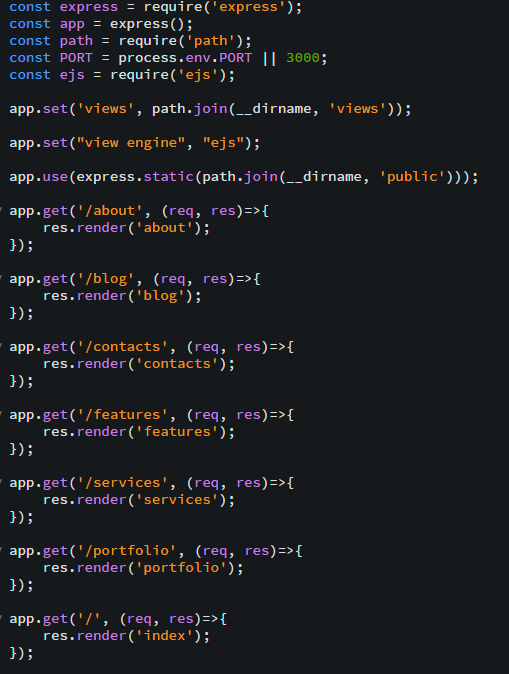 const express = require('express');
const app = express();
const path = require('path');
const PORT = process.env.PORT || 3000;
const ejs = require('ejs');
app.set('views', path.join(__dirname, 'views'));
app.set("view engine", "ejs");
app.use(express.static(path.join(__dirname, 'public')));
app.get('/about', (req, res)=>{
    res.render('about');
});
app.get('/blog', (req, res)=>{
    res.render('blog');
});
app.get('/contacts', (req, res)=>{
    res.render('contacts');
});
app.get('/features', (req, res)=>{
    res.render('features');
});
app.get('/services', (req, res)=>{
    res.render('services');
});
app.get('/portfolio', (req, res)=>{
    res.render('portfolio');
});
app.get('/', (req, res)=>{
    res.render('index');
});